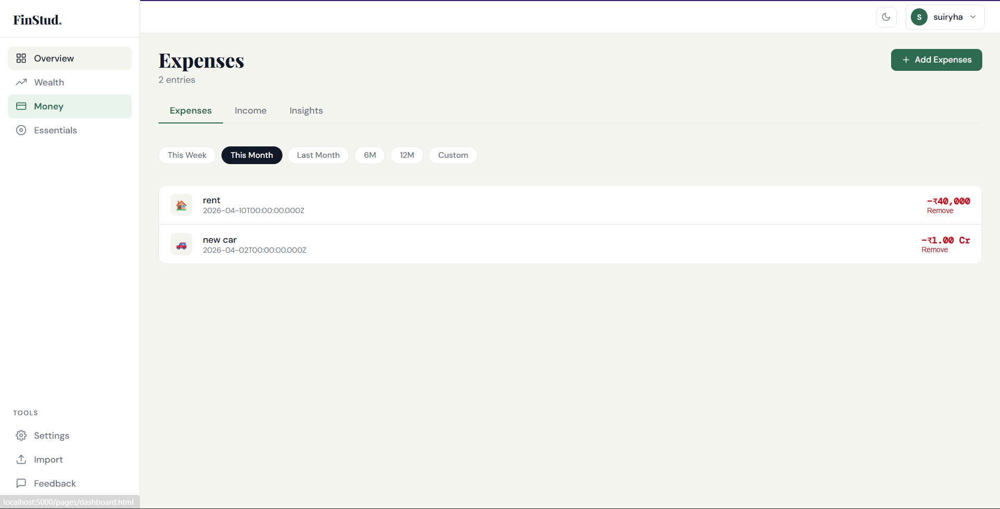 FinStud.
S suiryha
Overview
Wealth
Money
Essentials
Expenses
2 entries
+ Add Expenses
Expenses Income Insights
This Week This Month Last Month 6M 12M Custom
rent
2026-04-10T00:00:00.000Z
-₹40,000
Remove
new car
2026-04-02T00:00:00.000Z
-₹1.00 Cr
Remove
TOOLS
Settings
Import
Feedback
localhost:5000/pages/dashboard.html